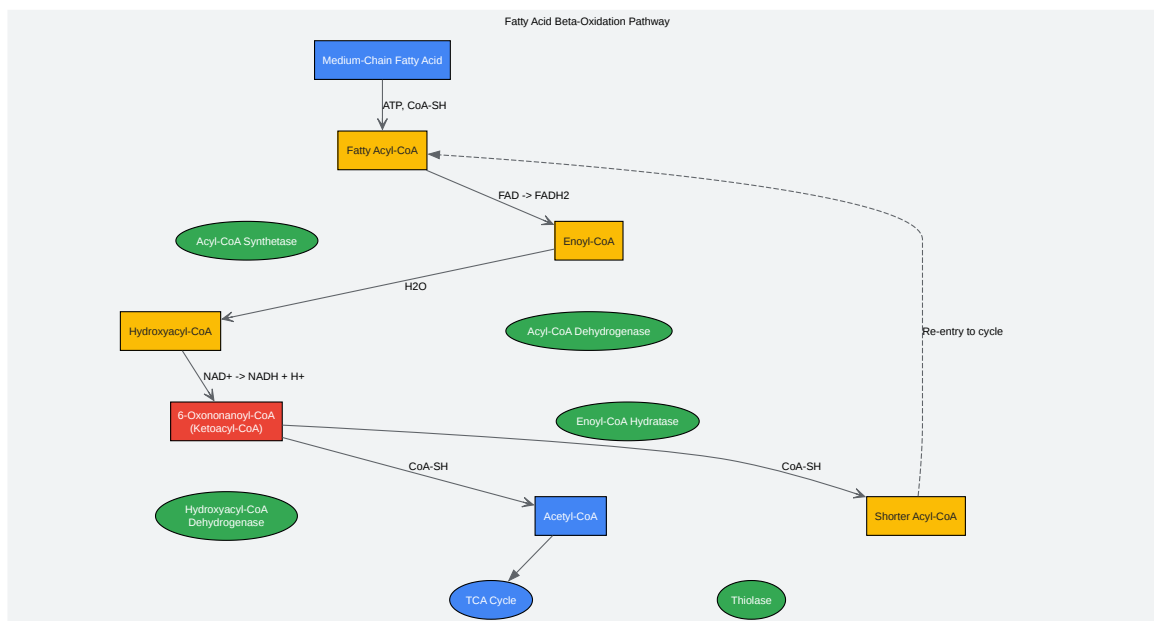 Fatty Acid Beta-Oxidation Pathway
Medium-Chain Fatty Acid
ATP, CoA-SH
Fatty Acyl-CoA
FAD -> FADH2
Acyl-CoA Synthetase
Enoyl-CoA
H2O
Hydroxyacyl-CoA
Acyl-CoA Dehydrogenase
Re-entry to cycle
NAD+ -> NADH + H+
6-Oxononanoyl-CoA
(Ketoacyl-CoA)
Enoyl-CoA Hydratase
CoA-SH
CoA-SH
Hydroxyacyl-CoA
Dehydrogenase
Acetyl-CoA
Shorter Acyl-CoA
TCA Cycle
Thiolase